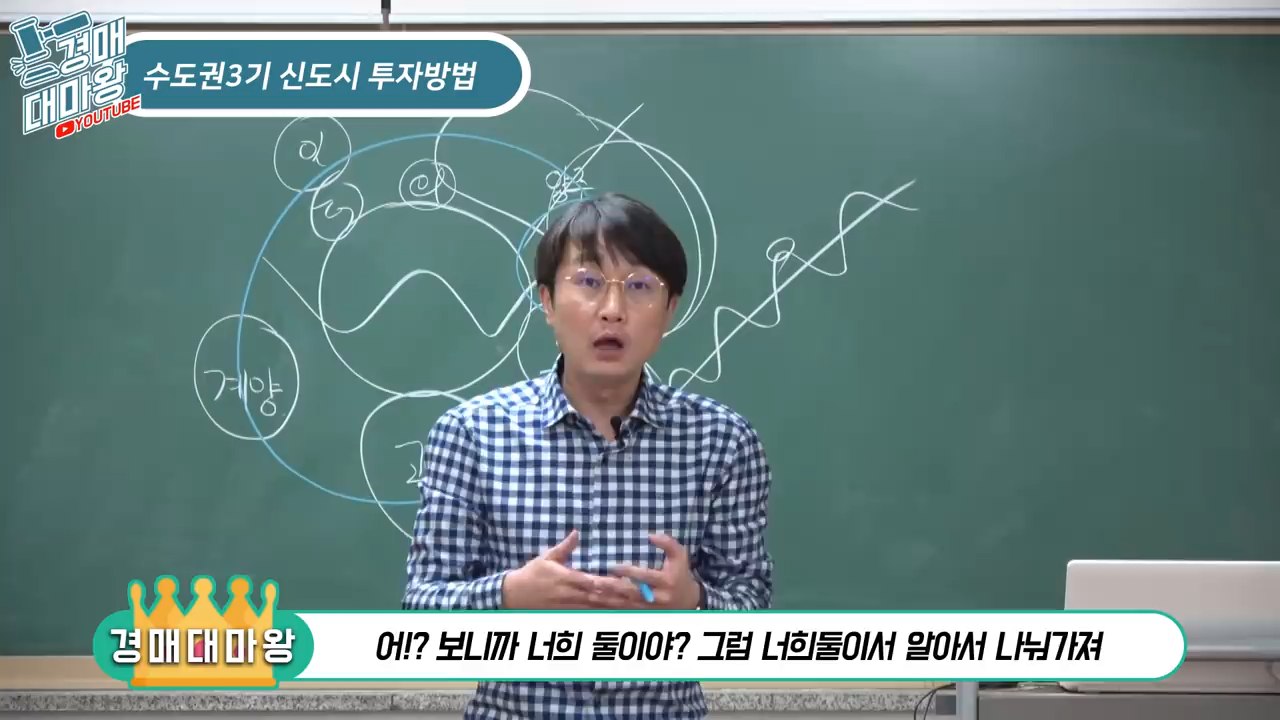 경매
대마왕
YOUTUBE
수도권3기 신도시 투자방법
양주
계양
경매대마왕
어!? 보니까 너희 둘이야? 그럼 너희둘이서 알아서 나눠가져